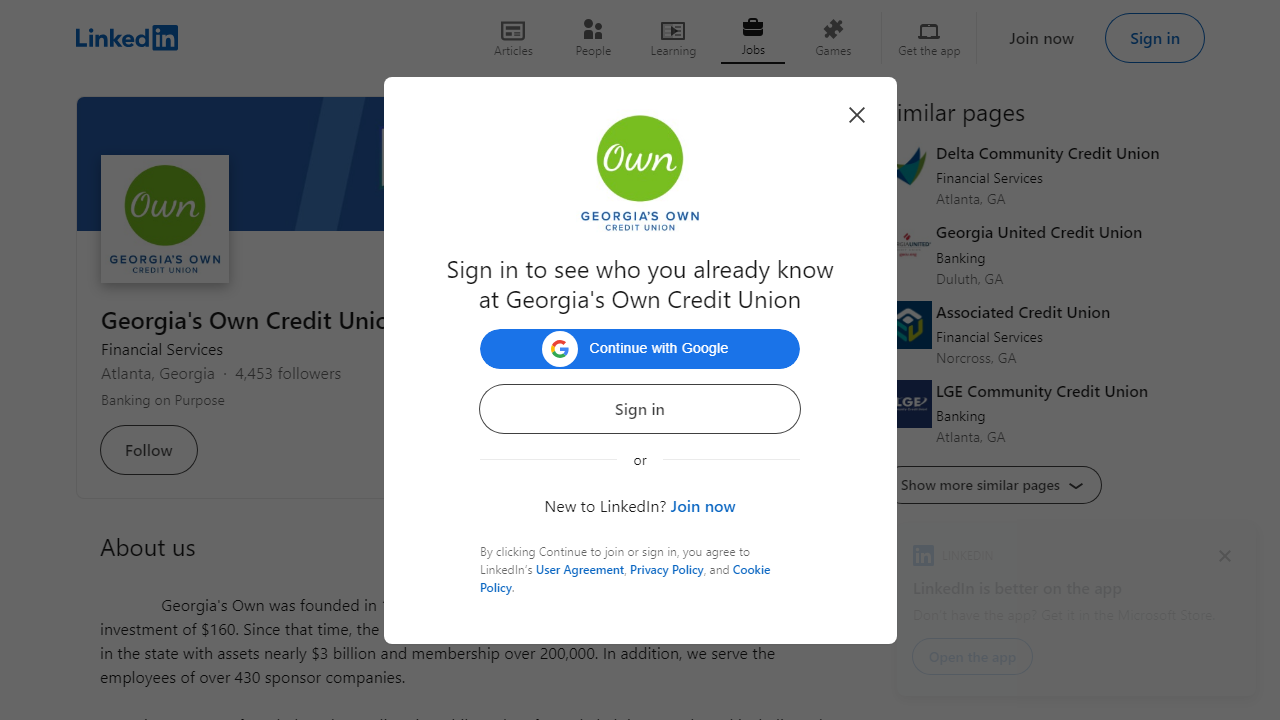 LinkedIn
Articles
People
Learning
Jobs
Games
Get the app
Join now
Sign in
Own
GEORGIA'S OWN
CREDIT UNION
Georgia's Own Credit
Financial Services
Atlanta, Georgia · 4,453 followers
Banking on Purpose
Follow
About us
Georgia's Own was founded in
investment of $160. Since that time, the
in the state with assets nearly $3 billion and membership over 200,000. In addition, we serve the
employees of over 430 sponsor companies.
Own
GEORGIA'S OWN
CREDIT UNION
Sign in to see who you already know
at Georgia's Own Credit Union
Continue with Google
Sign in
or
New to LinkedIn? Join now
By clicking Continue to join or sign in, you agree to
LinkedIn's User Agreement, Privacy Policy, and Cookie
Policy.
imilar pages
Delta Community Credit Union
Financial Services
Atlanta, GA
Georgia United Credit Union
Banking
Duluth, GA
Associated Credit Union
Financial Services
Norcross, GA
LGE
LGE Community Credit Union
Banking
Atlanta, GA
Show more similar pages
in LINKEDIN
LinkedIn is better on the app
Don't have the app? Get it in the Microsoft Store.
Open the app